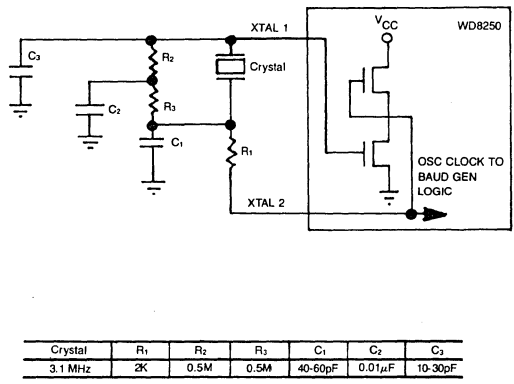 VCC
WD8250
XTAL 1
C3
R2
Crystal
C2
R3
C1
R1
OSC CLOCK TO
BAUD GEN
LOGIC
XTAL 2
Crystal R1 R2 R3 C1 C2 C3
3.1 MHz 2K 0.5M 0.5M 40-60pF 0.01µF 10-30pF